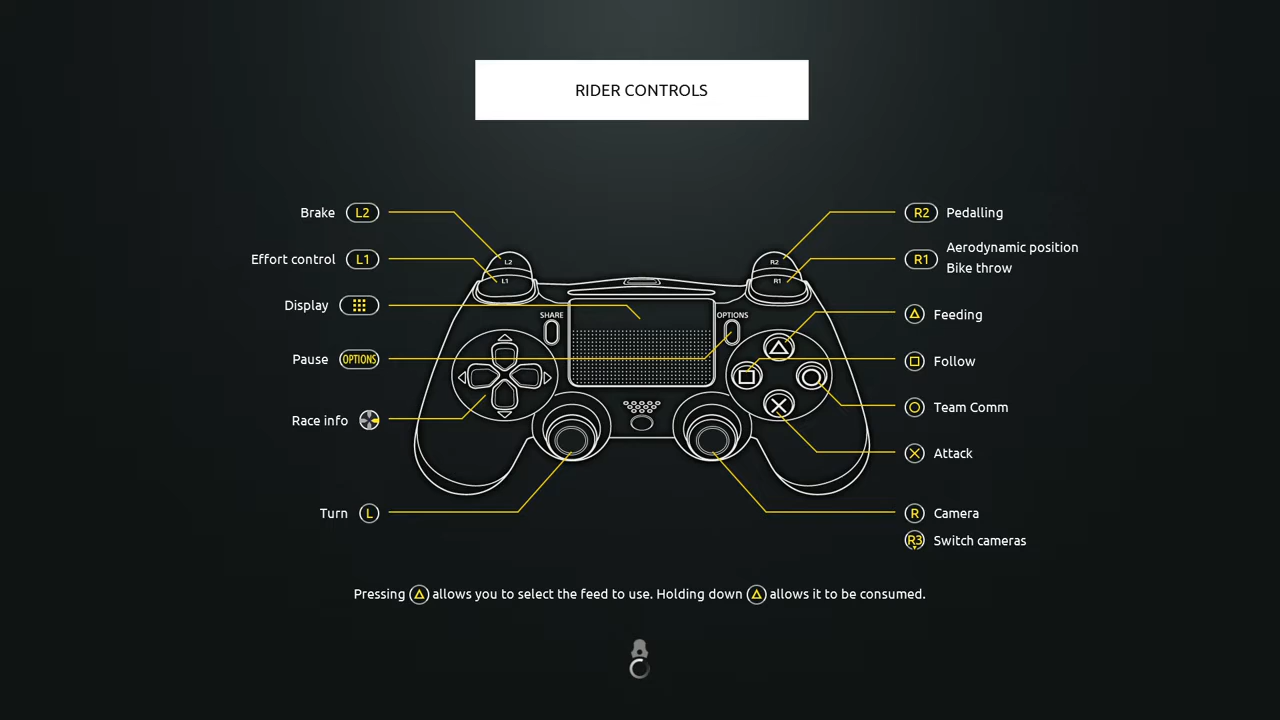 RIDER CONTROLS
Brake L2
Effort control L1
Display
Pause OPTIONS
Race info
Turn L
L2
L1
SHARE
OPTIONS
R2
R1
R2 Pedalling
R1 Aerodynamic position
Bike throw
Feeding
Follow
Team Comm
Attack
R Camera
R3 Switch cameras
Pressing allows you to select the feed to use. Holding down allows it to be consumed.